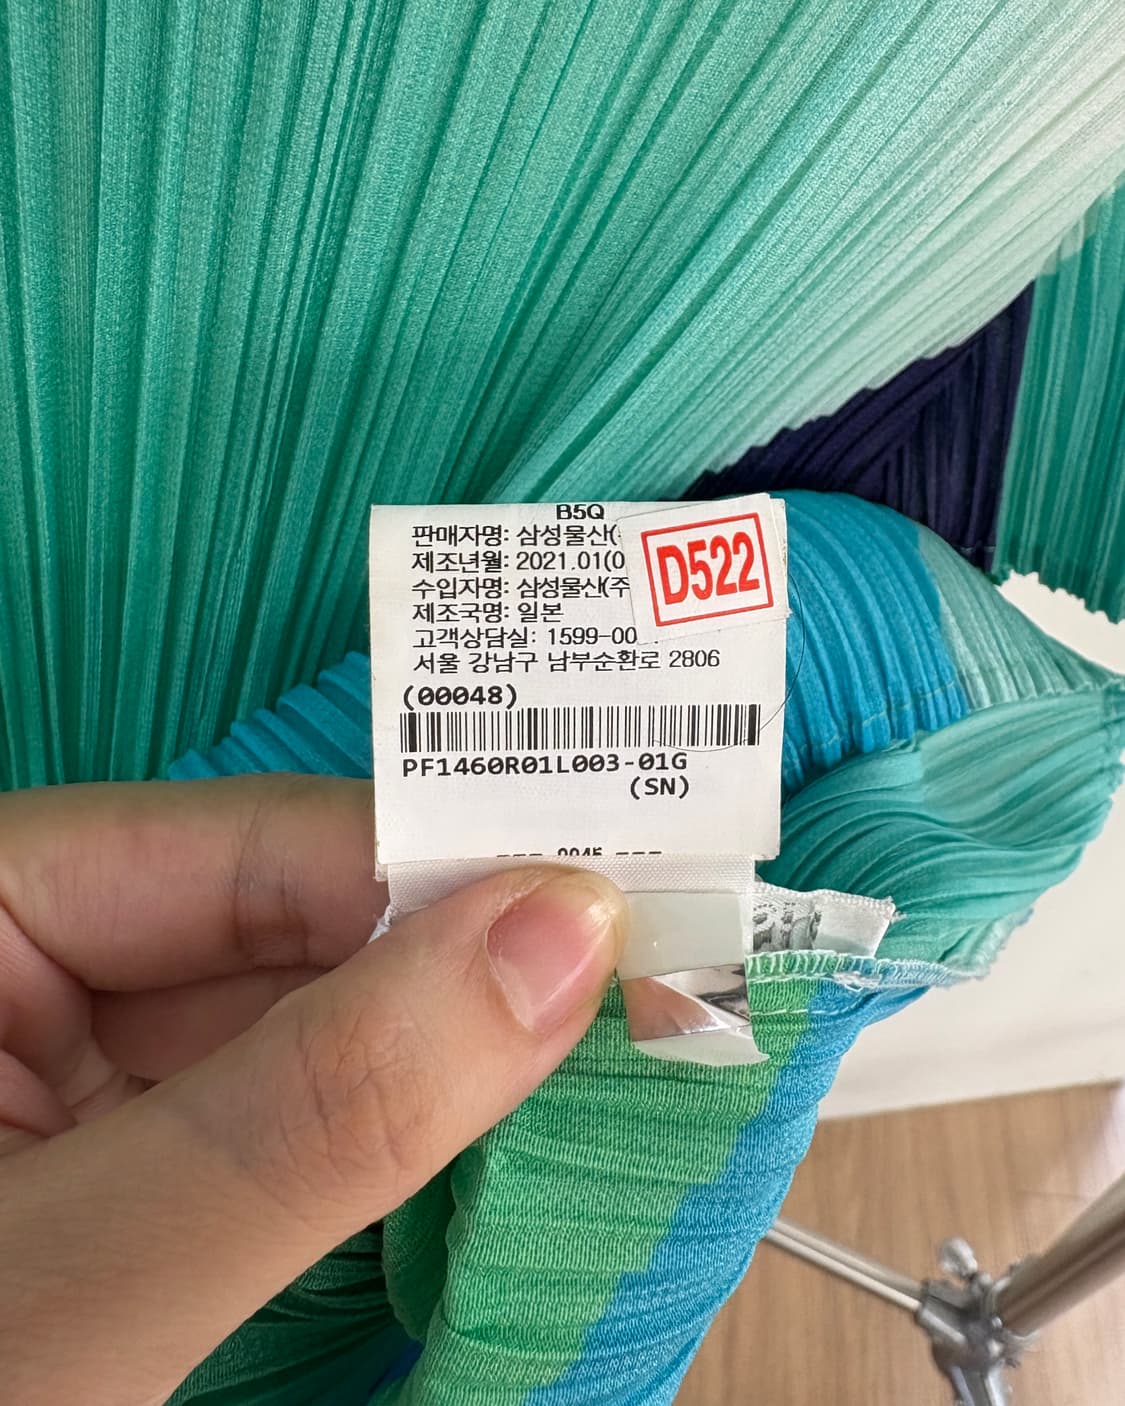 B5Q
판매자명: 삼성물산(
제조년월: 2021.01(0
수입자명: 삼성물산(주
제조국명: 일본
고객상담실: 1599-00
서울 강남구 남부순환로 2806
D522
(00048)
PF1460R01L003-01G
(SN)
--- 0045 ---